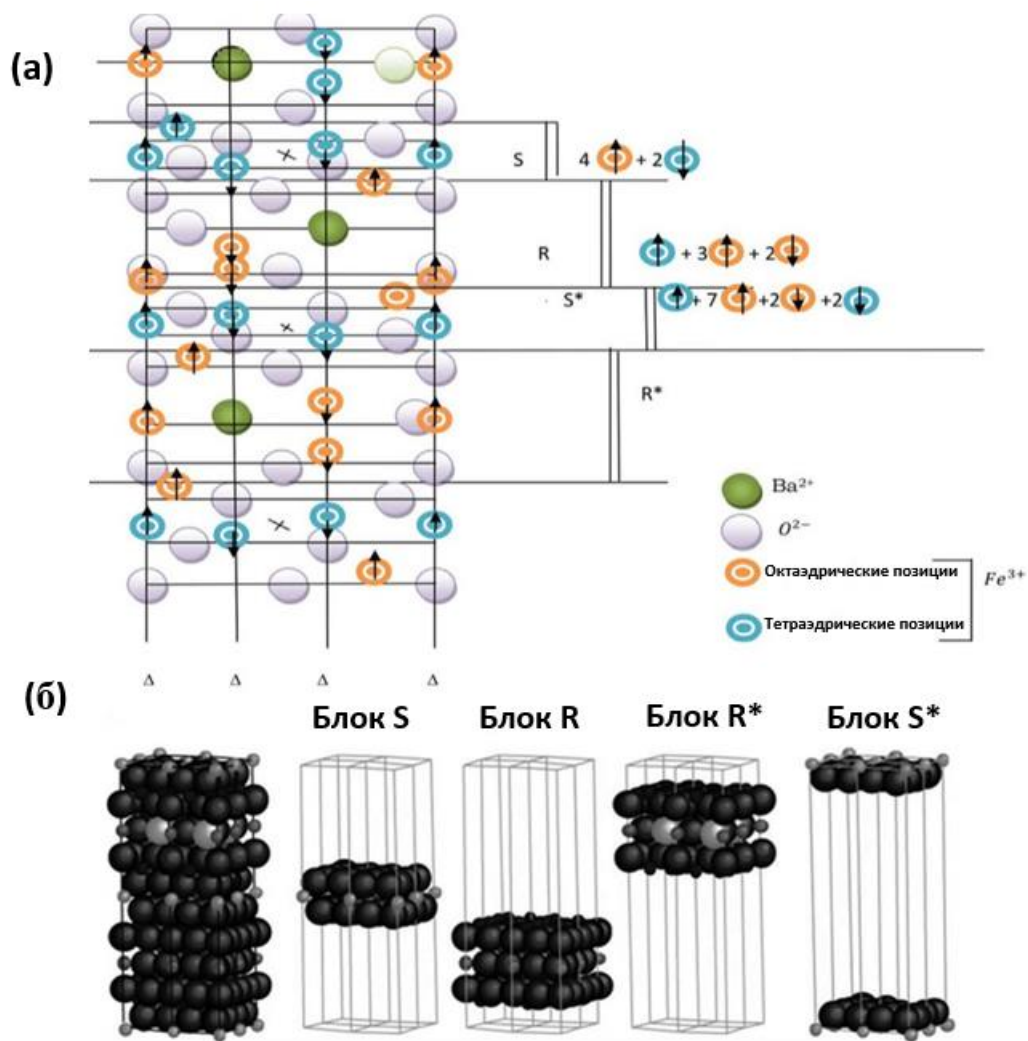 (а)
S 4 + 2
R + 3 + 2
S* + 7 +2 +2
R*
Ba²⁺
O²⁻
Октаэдрические позиции
Fe³⁺
Тетраэдрические позиции
Δ Δ Δ Δ
(б)
Блок S Блок R Блок R* Блок S*